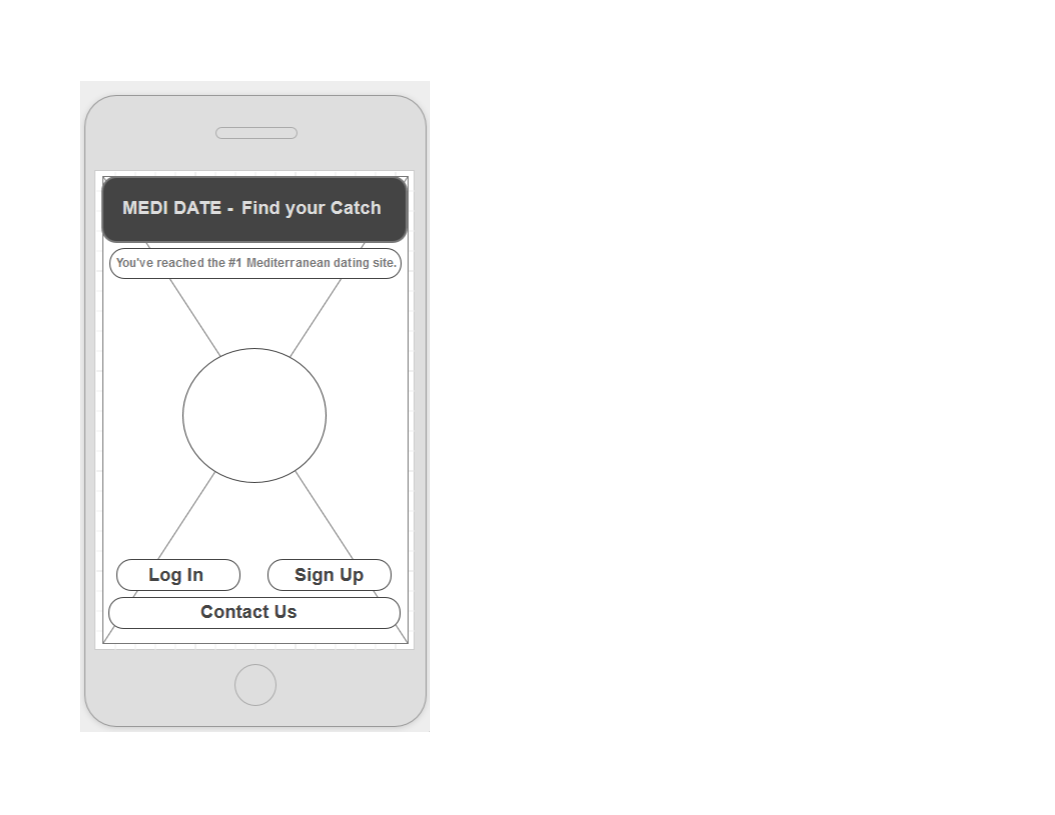 MEDI DATE - Find your Catch
You've reached the #1 Mediterranean dating site.
Log In Sign Up
Contact Us